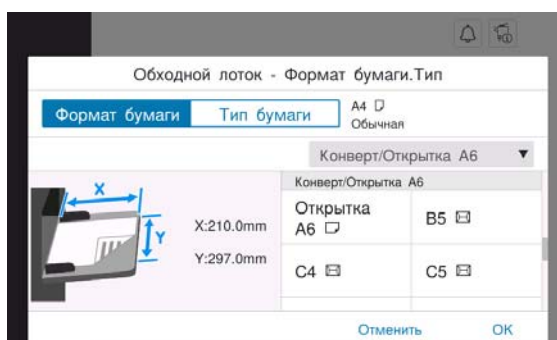 Обходной лоток - Формат бумаги.Тип
Формат бумаги
Тип бумаги
A4
Обычная
Конверт/Открытка A6
Конверт/Открытка A6
X
Y
X:210.0mm
Y:297.0mm
Открытка
A6
B5
C4
C5
Отменить
OK